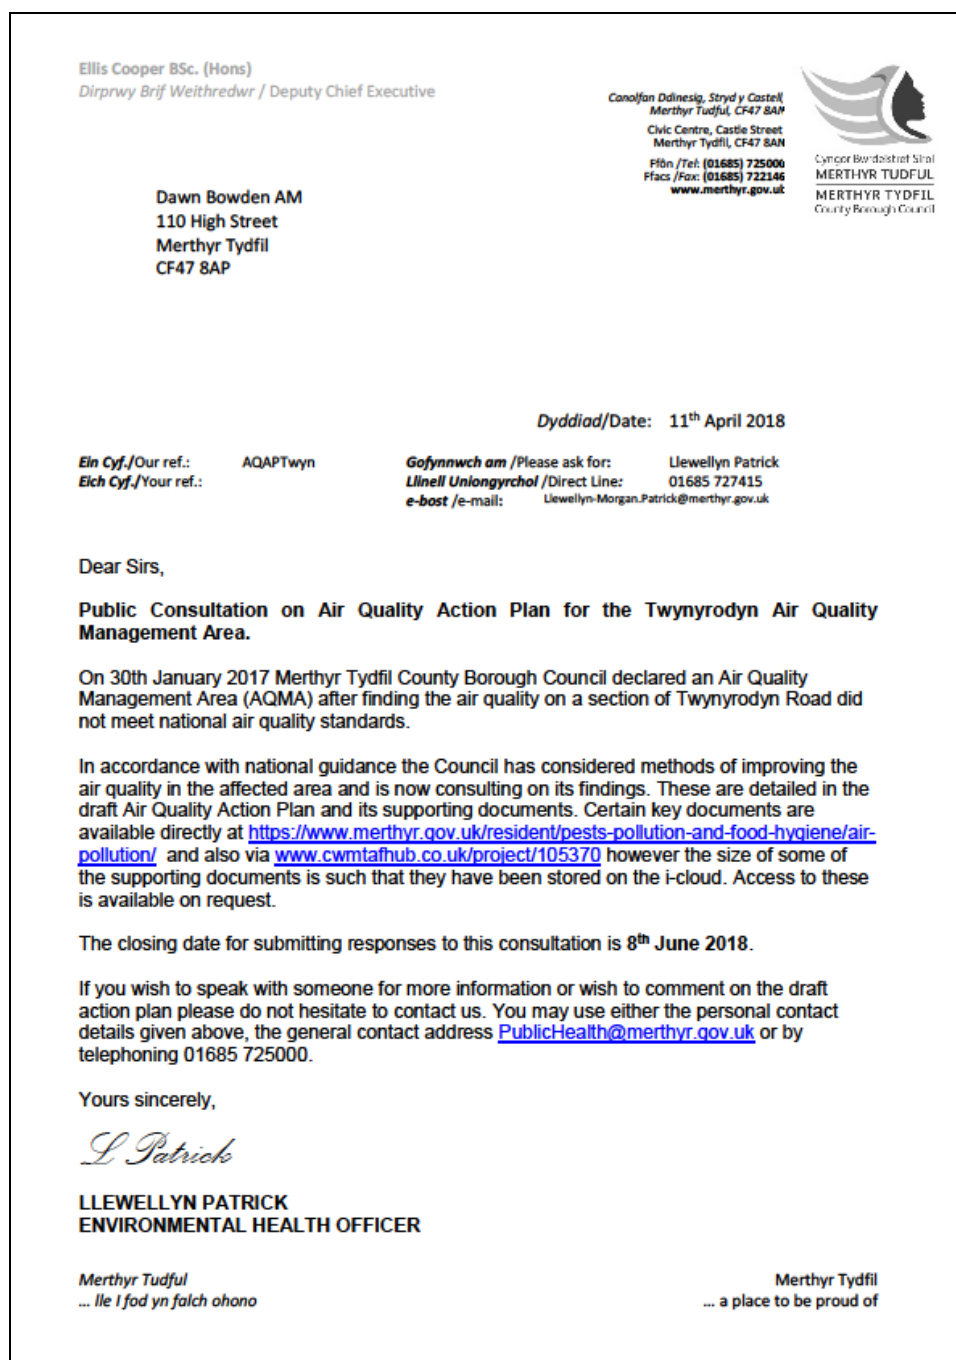 Ellis Cooper BSc. (Hons)
Dirprwy Brif Weithredwr / Deputy Chief Executive
Canolfan Ddinesig, Stryd y Castell,
Merthyr Tudful, CF47 8AN
Civic Centre, Castle Street
Merthyr Tydfil, CF47 8AN
Ffôn /Tel: (01685) 725000
Ffacs /Fax: (01685) 722146
www.merthyr.gov.uk
Cyngor Bwrdeistref Sirol
MERTHYR TUDFUL
MERTHYR TYDFIL
County Borough Council
Dawn Bowden AM
110 High Street
Merthyr Tydfil
CF47 8AP
Dyddiad/Date: 11th April 2018
Ein Cyf./Our ref.: AQAPTwyn Gofynnwch am /Please ask for: Llewellyn Patrick
Eich Cyf./Your ref.: Llinell Uniongyrchol /Direct Line: 01685 727415
e-bost /e-mail: Llewellyn-Morgan.Patrick@merthyr.gov.uk
Dear Sirs,
Public Consultation on Air Quality Action Plan for the Twynyrodyn Air Quality
Management Area.
On 30th January 2017 Merthyr Tydfil County Borough Council declared an Air Quality
Management Area (AQMA) after finding the air quality on a section of Twynyrodyn Road did
not meet national air quality standards.
In accordance with national guidance the Council has considered methods of improving the
air quality in the affected area and is now consulting on its findings. These are detailed in the
draft Air Quality Action Plan and its supporting documents. Certain key documents are
available directly at https://www.merthyr.gov.uk/resident/pests-pollution-and-food-hygiene/air-
pollution/ and also via www.cwmtafhub.co.uk/project/105370 however the size of some of
the supporting documents is such that they have been stored on the i-cloud. Access to these
is available on request.
The closing date for submitting responses to this consultation is 8th June 2018.
If you wish to speak with someone for more information or wish to comment on the draft
action plan please do not hesitate to contact us. You may use either the personal contact
details given above, the general contact address PublicHealth@merthyr.gov.uk or by
telephoning 01685 725000.
Yours sincerely,
L Patrick
LLEWELLYN PATRICK
ENVIRONMENTAL HEALTH OFFICER
Merthyr Tudful
... lle I fod yn falch ohono
Merthyr Tydfil
... a place to be proud of